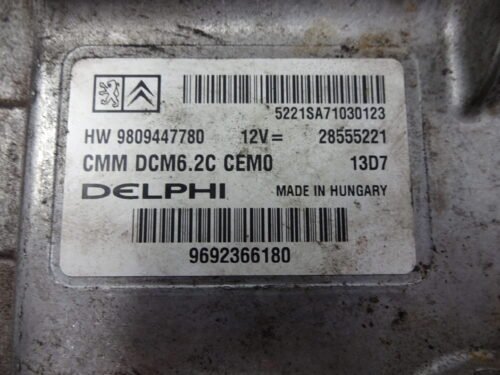 5221SA71030123
HW 9809447780 12V= 28555221
CMM DCM6.2C CEM0 13D7
DELPHI MADE IN HUNGARY
9692366180